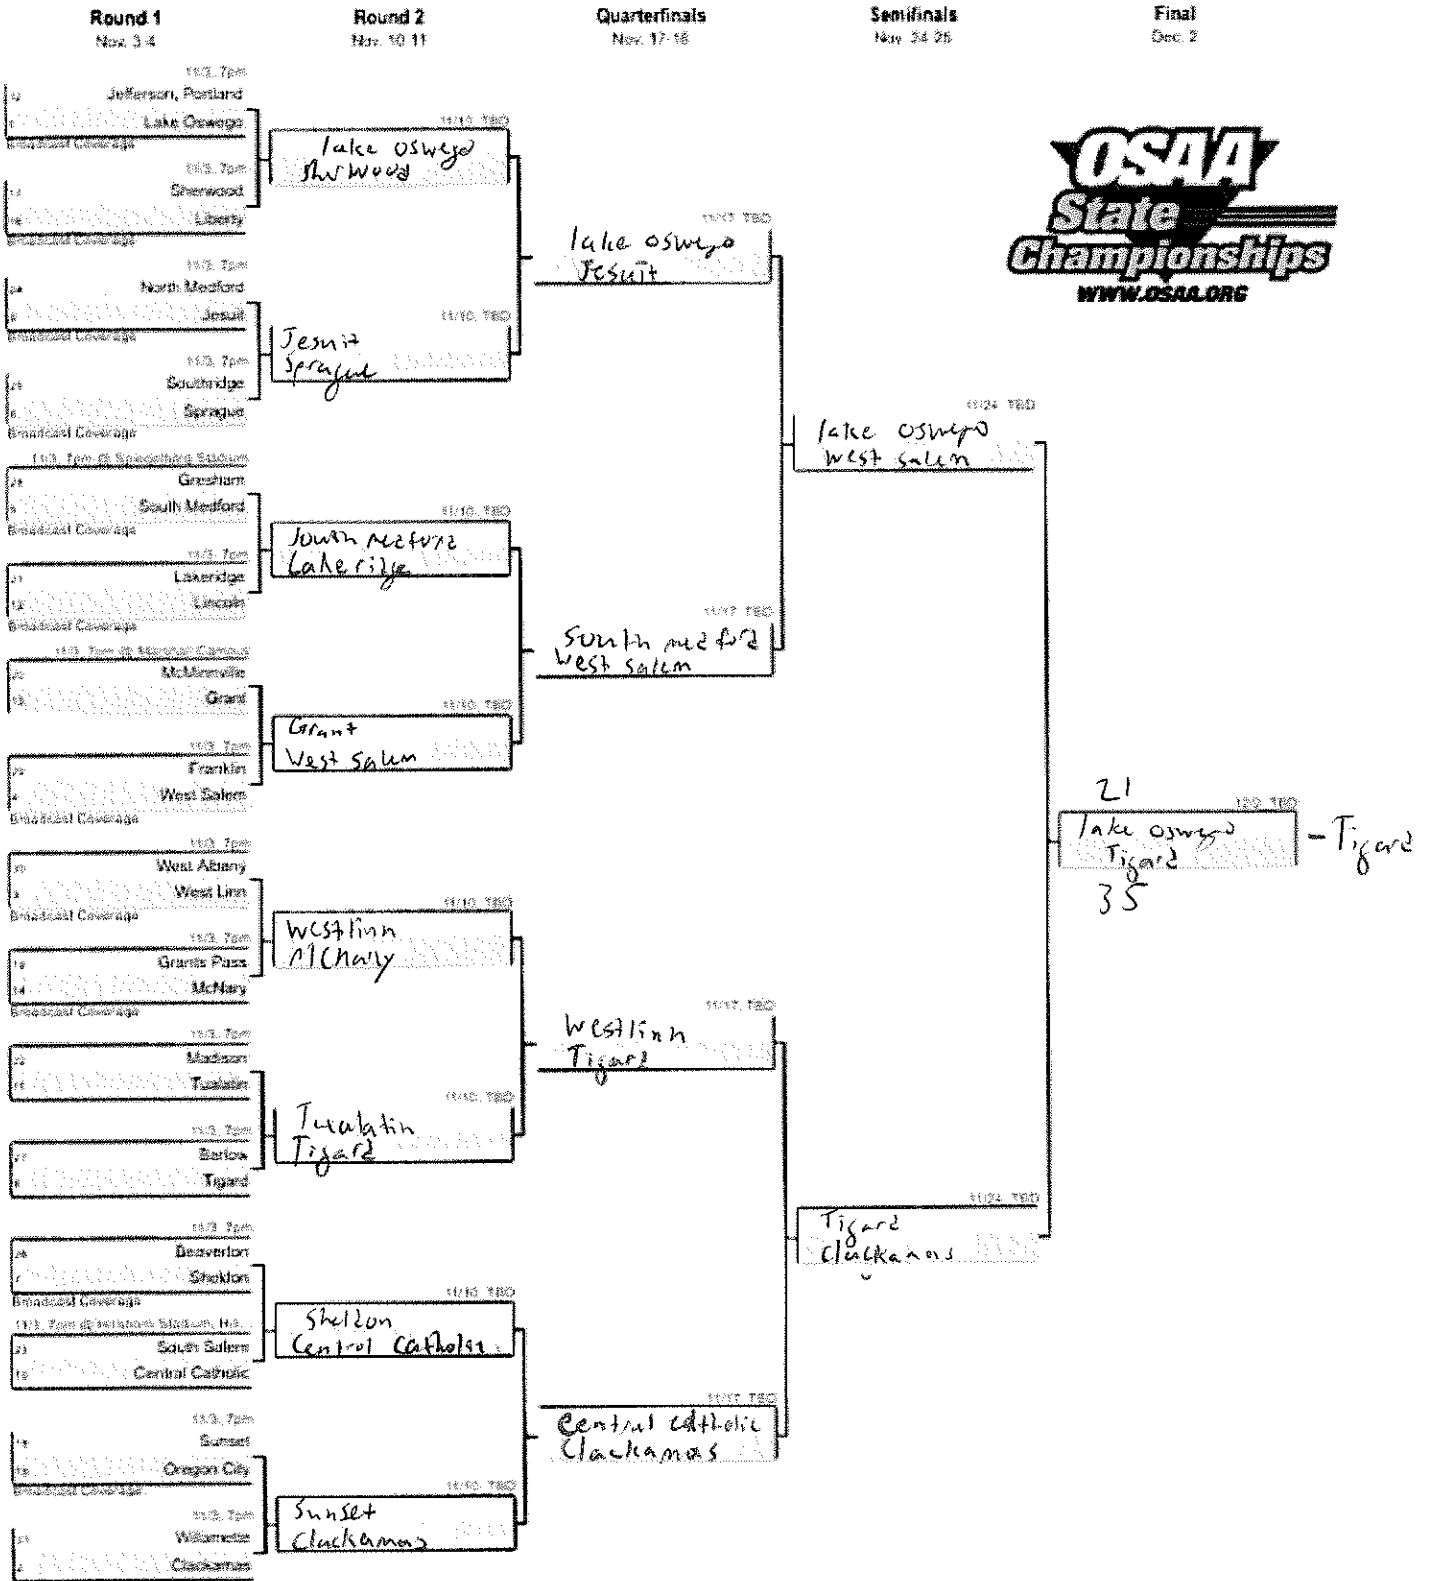 Round 1
Nov. 3-4
Round 2
Nov. 10-11
Quarterfinals
Nov. 17-18
Semifinals
Nov. 24-25
Final
Dec. 2
OSAA
State
Championships
WWW.OSAA.ORG
11/3, 7pm
Jefferson, Portland
Lake Oswego
Broadcast Coverage
11/3, 7pm
Sherwood
Liberty
Broadcast Coverage
11/3, 7pm
North Medford
Jesuit
Broadcast Coverage
11/3, 7pm
Southridge
Sprague
Broadcast Coverage
11/3, 7pm @ Spiegelberg Stadium
Gresham
South Medford
Broadcast Coverage
11/3, 7pm
Lakeridge
Lincoln
Broadcast Coverage
11/3, 7pm @ Marshall Campus
McMinnville
Grant
11/3, 7pm
Franklin
West Salem
Broadcast Coverage
11/3, 7pm
West Albany
West Linn
Broadcast Coverage
11/3, 7pm
Grants Pass
McNary
Broadcast Coverage
11/3, 7pm
Madison
Tualatin
11/3, 7pm
Barlow
Tigard
11/3, 7pm
Beaverton
Sheldon
Broadcast Coverage
South Salem
Central Catholic
11/3, 7pm
Sunset
Oregon City
Broadcast Coverage
11/3, 7pm
Willamette
Clackamas
lake oswego
Sherwood
11/10, TBD
Jesuit
Sprague
11/10, TBD
South medford
Lakeridge
11/10, TBD
Grant
West Salem
11/10, TBD
Westlinn
11/10, TBD
Tualatin
Tigard
11/10, TBD
Sheldon
Central Catholic
11/10, TBD
Sunset
Clackamas
11/17, TBD
lake oswego
Jesuit
11/17, TBD
South medford
West salem
11/17, TBD
Westlinn
Tigard
11/17, TBD
Central catholic
Clackamas
11/24, TBD
lake oswego
West salem
11/24, TBD
Tigard
Clackamas
21
12/2, TBD
lake oswego
Tigard
35
- Tigard